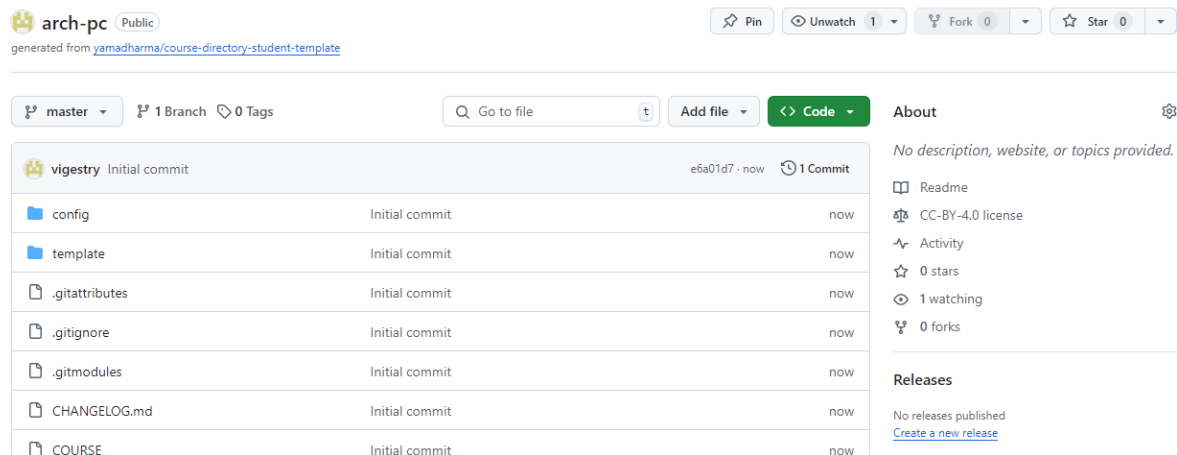 arch-pc Public Pin Unwatch 1 Fork 0 Star 0
generated from yamadharma/course-directory-student-template
master 1 Branch 0 Tags Go to file t Add file Code
vigestry Initial commit e6a01d7 · now 1 Commit
config Initial commit now
template Initial commit now
.gitattributes Initial commit now
.gitignore Initial commit now
.gitmodules Initial commit now
CHANGELOG.md Initial commit now
COURSE Initial commit now
About
No description, website, or topics provided.
Readme
CC-BY-4.0 license
Activity
0 stars
1 watching
0 forks
Releases
No releases published
Create a new release